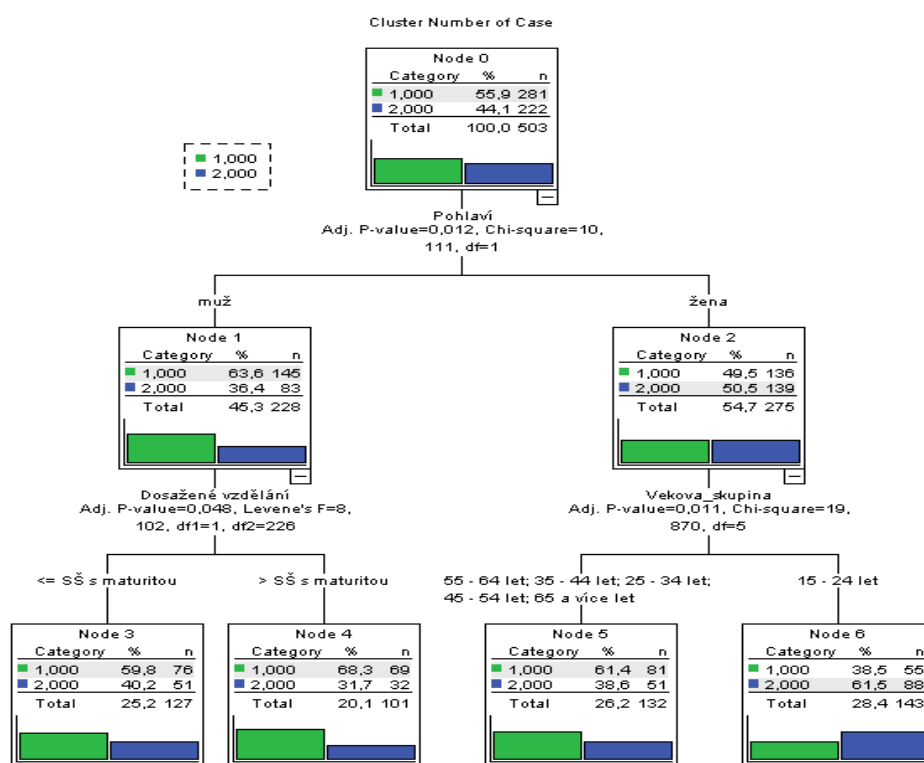 Cluster Number of Case
Node 0
Category % n
1,000 55,9 281
2,000 44,1 222
Total 100,0 503
1,000
2,000
Pohlaví
Adj. P-value=0,012, Chi-square=10,
111, df=1
muž
žena
Node 1
Category % n
1,000 63,6 145
2,000 36,4 83
Total 45,3 228
Node 2
Category % n
1,000 49,5 136
2,000 50,5 139
Total 54,7 275
Dosažené vzdělání
Adj. P-value=0,048, Levene's F=8,
102, df1=1, df2=226
Vekova_skupina
Adj. P-value=0,011, Chi-square=19,
870, df=5
<= SŠ s maturitou
> SŠ s maturitou
55 - 64 let; 35 - 44 let; 25 - 34 let;
45 - 54 let; 65 a více let
15 - 24 let
Node 3
Category % n
1,000 59,8 76
2,000 40,2 51
Total 25,2 127
Node 4
Category % n
1,000 68,3 69
2,000 31,7 32
Total 20,1 101
Node 5
Category % n
1,000 61,4 81
2,000 38,6 51
Total 26,2 132
Node 6
Category % n
1,000 38,5 55
2,000 61,5 88
Total 28,4 143